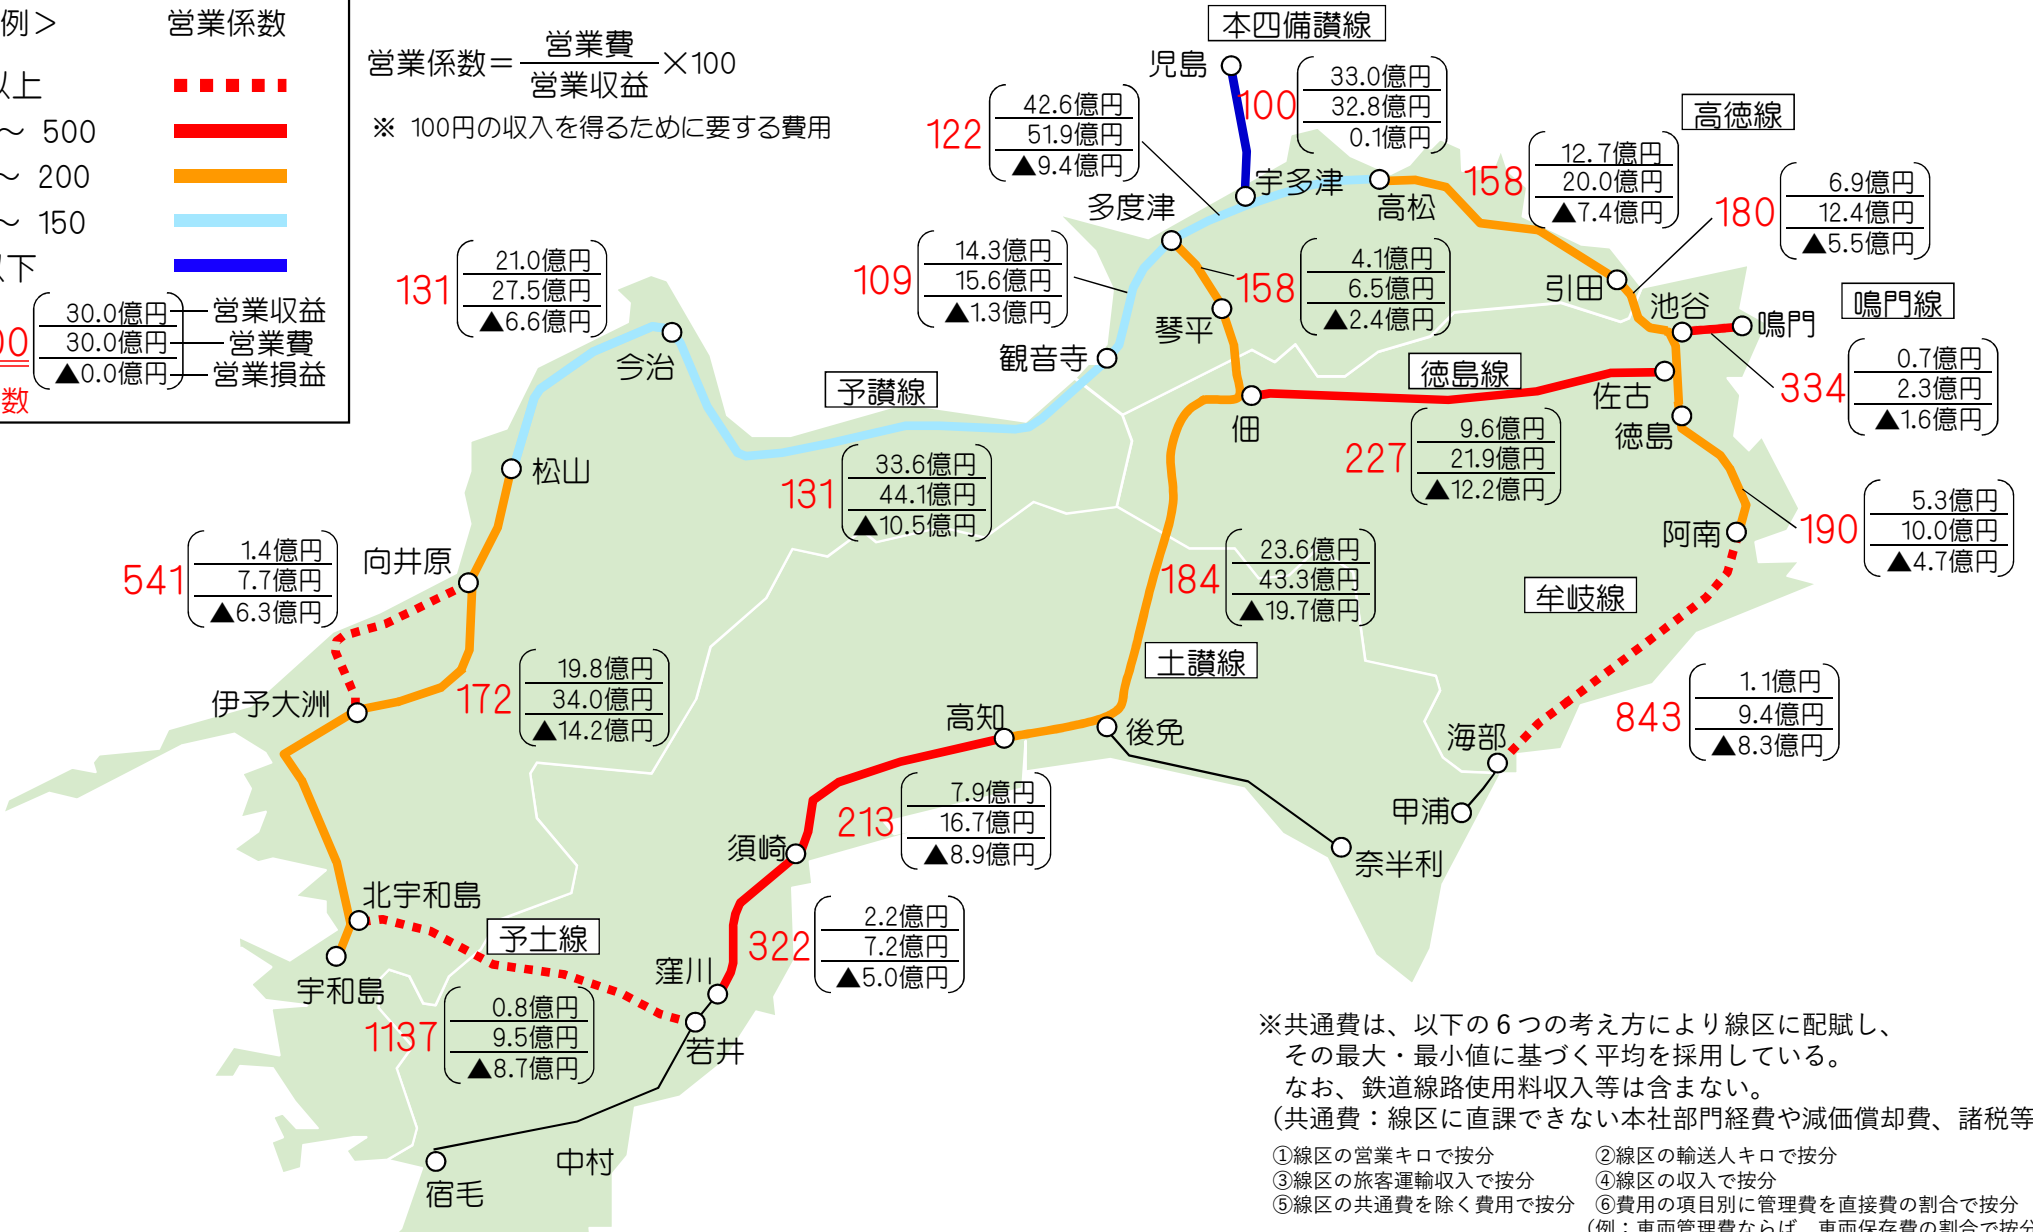 例＞ 営業係数
以上
～ 500
～ 200
～ 150
以下
30.0億円 営業収益
30.0億円 営業費
▲0.0億円 営業損益
数
営業係数＝営業費／営業収益×100
※ 100円の収入を得るために要する費用
本四備讃線
児島
100
33.0億円
32.8億円
0.1億円
宇多津
122
42.6億円
51.9億円
▲9.4億円
多度津
高松
高徳線
158
12.7億円
20.0億円
▲7.4億円
180
6.9億円
12.4億円
▲5.5億円
引田
池谷
鳴門線
鳴門
334
0.7億円
2.3億円
▲1.6億円
131
21.0億円
27.5億円
▲6.6億円
今治
109
14.3億円
15.6億円
▲1.3億円
観音寺
158
4.1億円
6.5億円
▲2.4億円
琴平
予讃線
徳島線
佐古
佃
徳島
227
9.6億円
21.9億円
▲12.2億円
131
33.6億円
44.1億円
▲10.5億円
松山
190
5.3億円
10.0億円
▲4.7億円
阿南
541
1.4億円
7.7億円
▲6.3億円
向井原
184
23.6億円
43.3億円
▲19.7億円
牟岐線
土讃線
172
19.8億円
34.0億円
▲14.2億円
伊予大洲
高知
後免
843
1.1億円
9.4億円
▲8.3億円
海部
甲浦
奈半利
213
7.9億円
16.7億円
▲8.9億円
須崎
北宇和島
予土線
322
2.2億円
7.2億円
▲5.0億円
宇和島
窪川
1137
0.8億円
9.5億円
▲8.7億円
若井
中村
宿毛
※共通費は、以下の６つの考え方により線区に配賦し、
その最大・最小値に基づく平均を採用している。
なお、鉄道線路使用料収入等は含まない。
（共通費：線区に直課できない本社部門経費や減価償却費、諸税等
①線区の営業キロで按分 ②線区の輸送人キロで按分
③線区の旅客運輸収入で按分 ④線区の収入で按分
⑤線区の共通費を除く費用で按分 ⑥費用の項目別に管理費を直接費の割合で按分
（例：車両管理費ならば、車両保存費の割合で按分